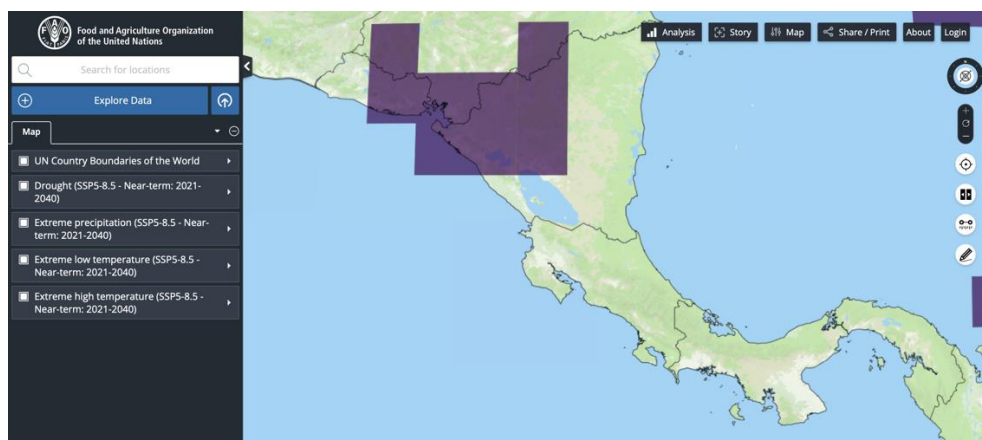 FAO
Food and Agriculture Organization
of the United Nations
Search for locations
Explore Data
Map
UN Country Boundaries of the World
Drought (SSP5-8.5 - Near-term: 2021-
2040)
Extreme precipitation (SSP5-8.5 - Near-
term: 2021-2040)
Extreme low temperature (SSP5-8.5 -
Near-term: 2021-2040)
Extreme high temperature (SSP5-8.5 -
Near-term: 2021-2040)
Analysis
Story
Map
Share / Print
About
Login